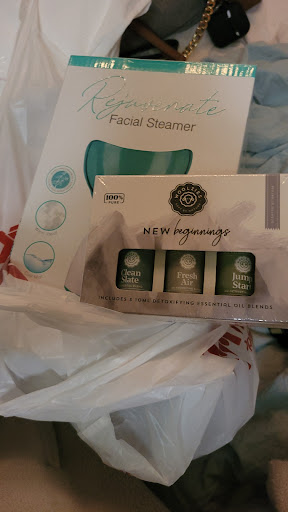 Rejuvenate
Facial Steamer
100%
PURE
WOOLZIES
NEW beginnings
Clean
Slate
Fresh
Air
Jump
Start
INCLUDES 3 10ML DETOXIFYING ESSENTIAL OIL BLENDS